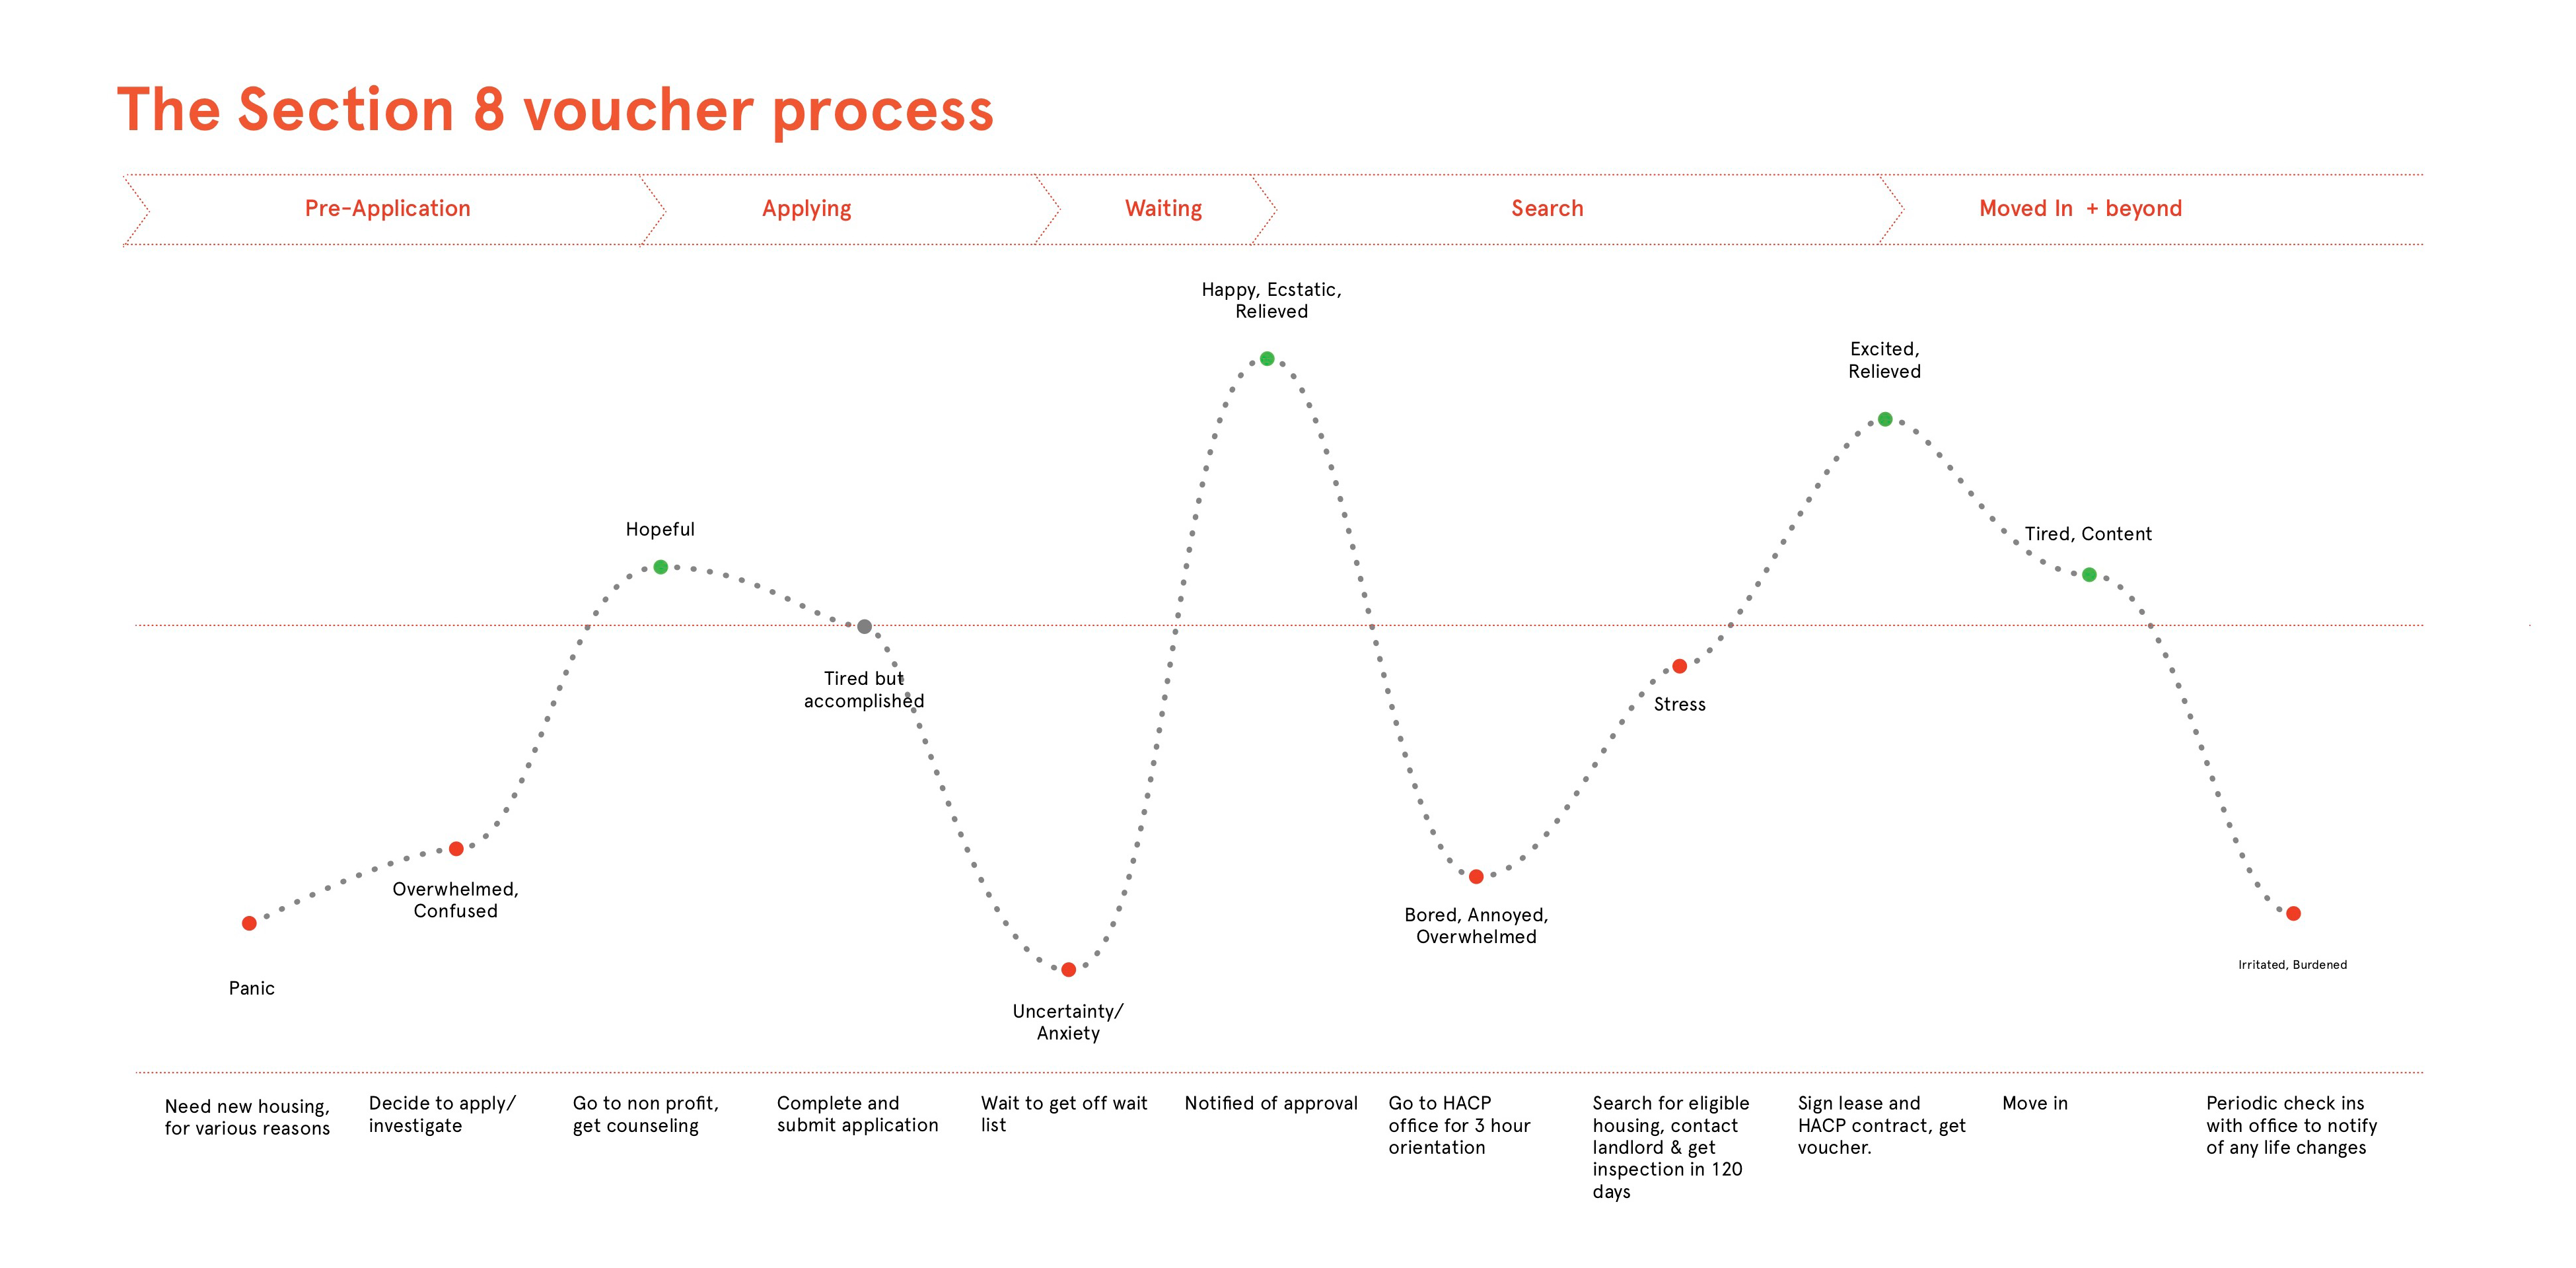 The Section 8 voucher process
Pre-Application
Applying
Waiting
Search
Moved In + beyond
Happy, Ecstatic,
Relieved
Excited,
Relieved
Hopeful
Tired, Content
Tired but
accomplished
Stress
Overwhelmed,
Confused
Bored, Annoyed,
Overwhelmed
Irritated, Burdened
Panic
Uncertainty/
Anxiety
Need new housing,
for various reasons
Decide to apply/
investigate
Go to non profit,
get counseling
Complete and
submit application
Wait to get off wait
list
Notified of approval
Go to HACP
office for 3 hour
orientation
Search for eligible
housing, contact
landlord & get
inspection in 120
days
Sign lease and
HACP contract, get
voucher.
Move in
Periodic check ins
with office to notify
of any life changes